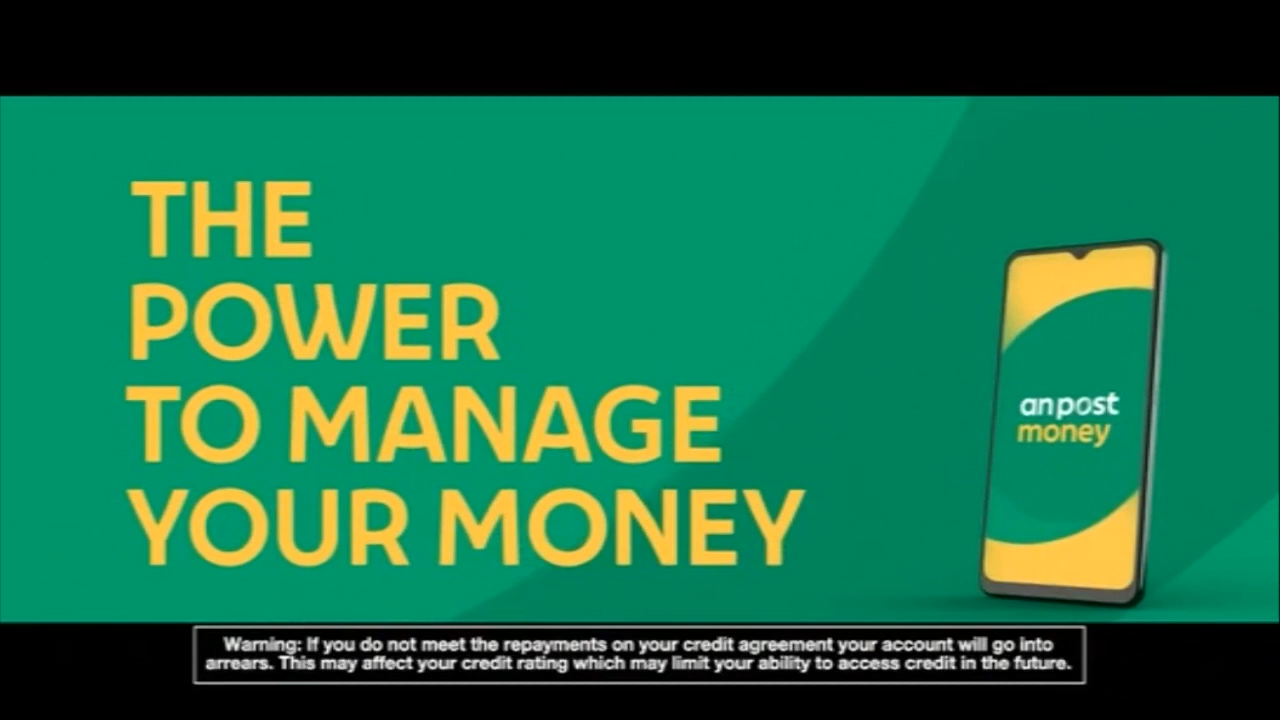 THE
POWER
TO MANAGE
YOUR MONEY
an post
money
Warning: If you do not meet the repayments on your credit agreement your account will go into
arrears. This may affect your credit rating which may limit your ability to access credit in the future.